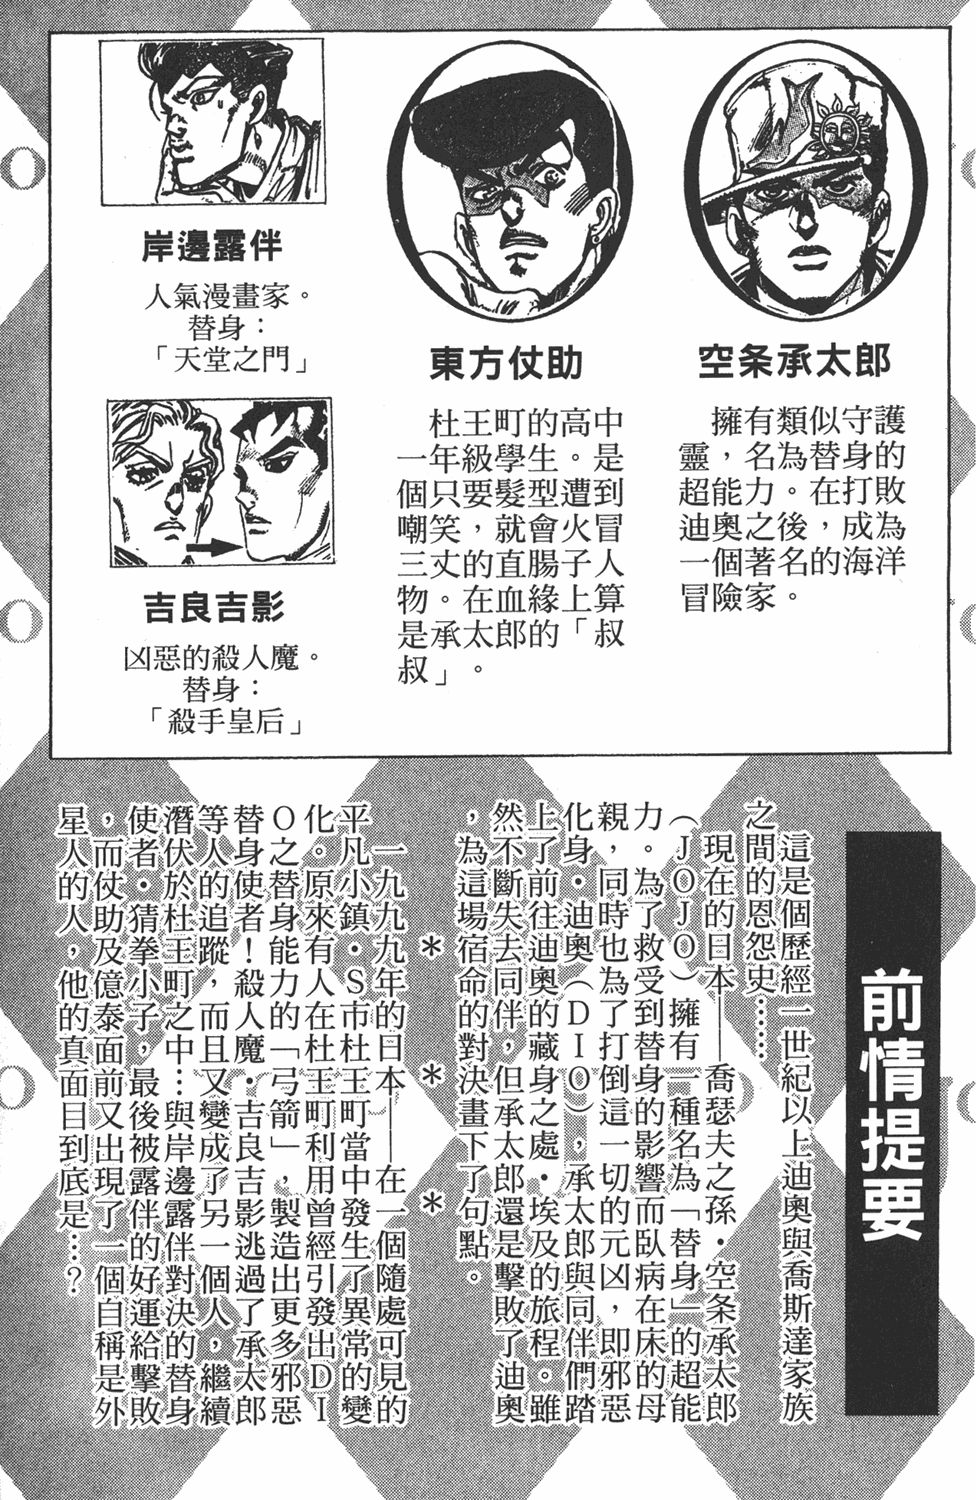 空条承太郎
擁有類似守護
靈，名為替身的
超能力。在打敗
迪奧之後，成為
一個著名的海洋
冒險家。
東方仗助
杜王町的高中
一年級學生。是
個只要髮型遭到
嘲笑，就會火冒
三丈的直腸子人
物。在血緣上算
是承太郎的「叔
叔」。
岸邊露伴
人氣漫畫家。
替身：
「天堂之門」
吉良吉影
凶惡的殺人魔。
替身：
「殺手皇后」
前情提要
這是個歷經一世紀以上迪奧與喬斯達家族
之間的恩怨史……
現在的日本——喬瑟夫之孫·空条承太郎
（ＪＯＪＯ）擁有一種名為「替身」的超能
力。為了救受到替身的影響而臥病在床的母
親，同時也為了打倒這一切的元凶，即邪惡
化身·迪奧（ＤＩＯ），承太郎與同伴們踏
上了前往迪奧的藏身之處·埃及的旅程。雖
然不斷失去同伴，但承太郎還是擊敗了迪奧
，為這場宿命的對決畫下了句點。
＊　＊　＊
一九九九年的日本——在一個隨處可見的
平凡小鎮·Ｓ市杜王町當中發生了異常的變
化。原來有人在杜王町利用曾經引發出ＤＩ
Ｏ之替身能力的「弓箭」，製造出更多邪惡
替身使者！殺人魔·吉良吉影逃過了承太郎
等人的追蹤，而且又變成了另一個人，繼續
潛伏於杜王町之中…與岸邊露伴對決的替身
使者·猜拳小子，最後被露伴的好運給擊敗
，而仗助及億泰面前又出現了一個自稱是外
星人的人，他的真面目到底是…？